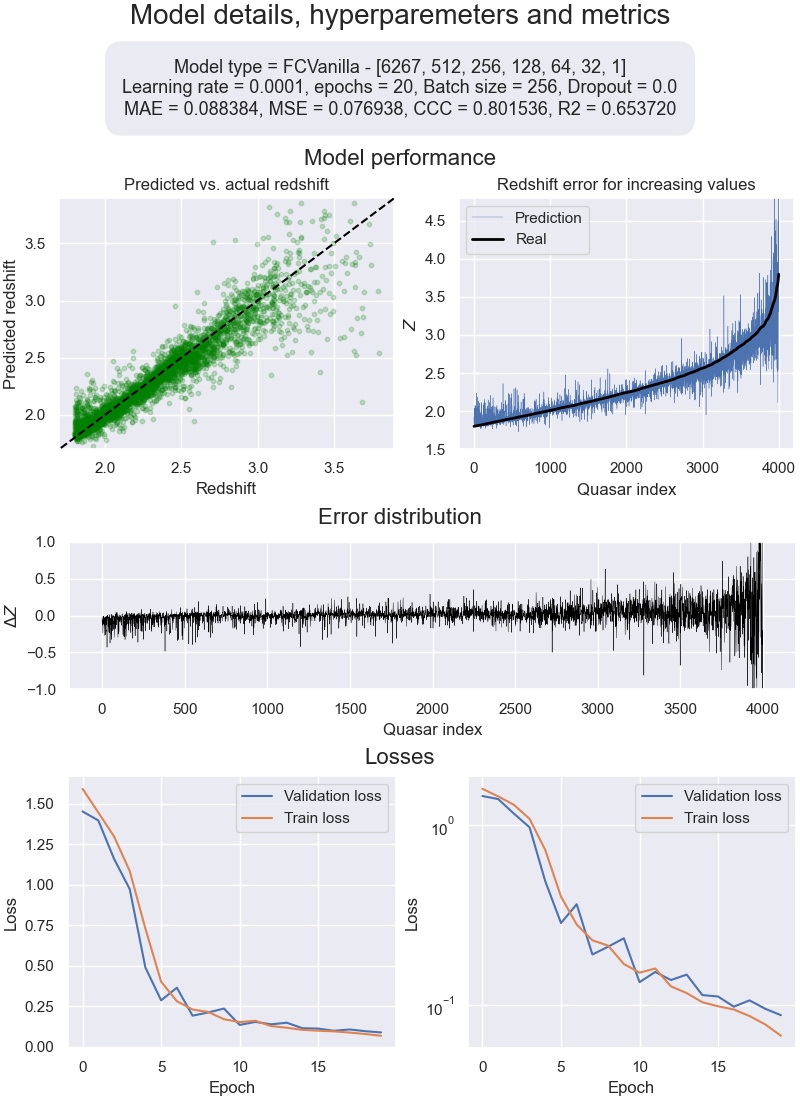 Model details, hyperparemeters and metrics
Model type = FCVanilla - [6267, 512, 256, 128, 64, 32, 1]
Learning rate = 0.0001, epochs = 20, Batch size = 256, Dropout = 0.0
MAE = 0.088384, MSE = 0.076938, CCC = 0.801536, R2 = 0.653720
Model performance
Predicted vs. actual redshift
Predicted redshift
3.5
3.0
2.5
2.0
2.0 2.5 3.0 3.5
Redshift
Redshift error for increasing values
Prediction
Real
Z
4.5
4.0
3.5
3.0
2.5
2.0
1.5
0 1000 2000 3000 4000
Quasar index
Error distribution
ΔZ
1.0
0.5
0.0
−0.5
−1.0
0 500 1000 1500 2000 2500 3000 3500 4000
Quasar index
Losses
Loss
1.50
1.25
1.00
0.75
0.50
0.25
0.00
Validation loss
Train loss
0 5 10 15
Epoch
Loss
10⁰
10⁻¹
Validation loss
Train loss
0 5 10 15
Epoch